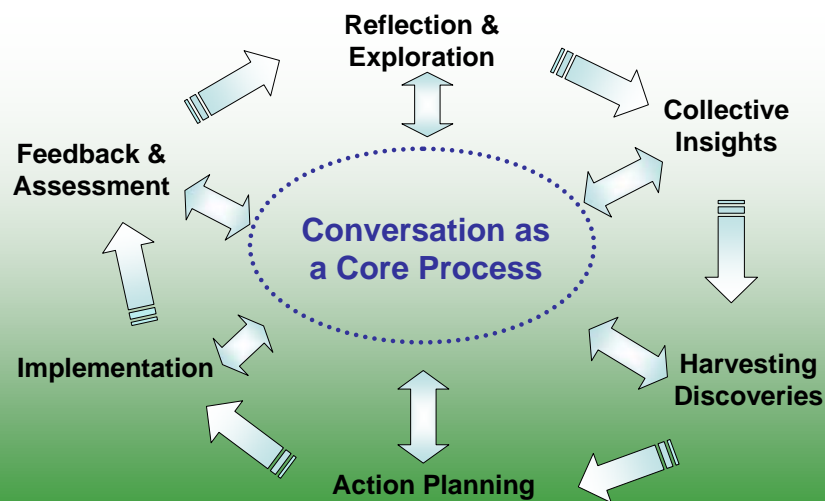 Reflection &
Exploration
Collective
Insights
Feedback &
Assessment
Conversation as
a Core Process
Implementation
Harvesting
Discoveries
Action Planning